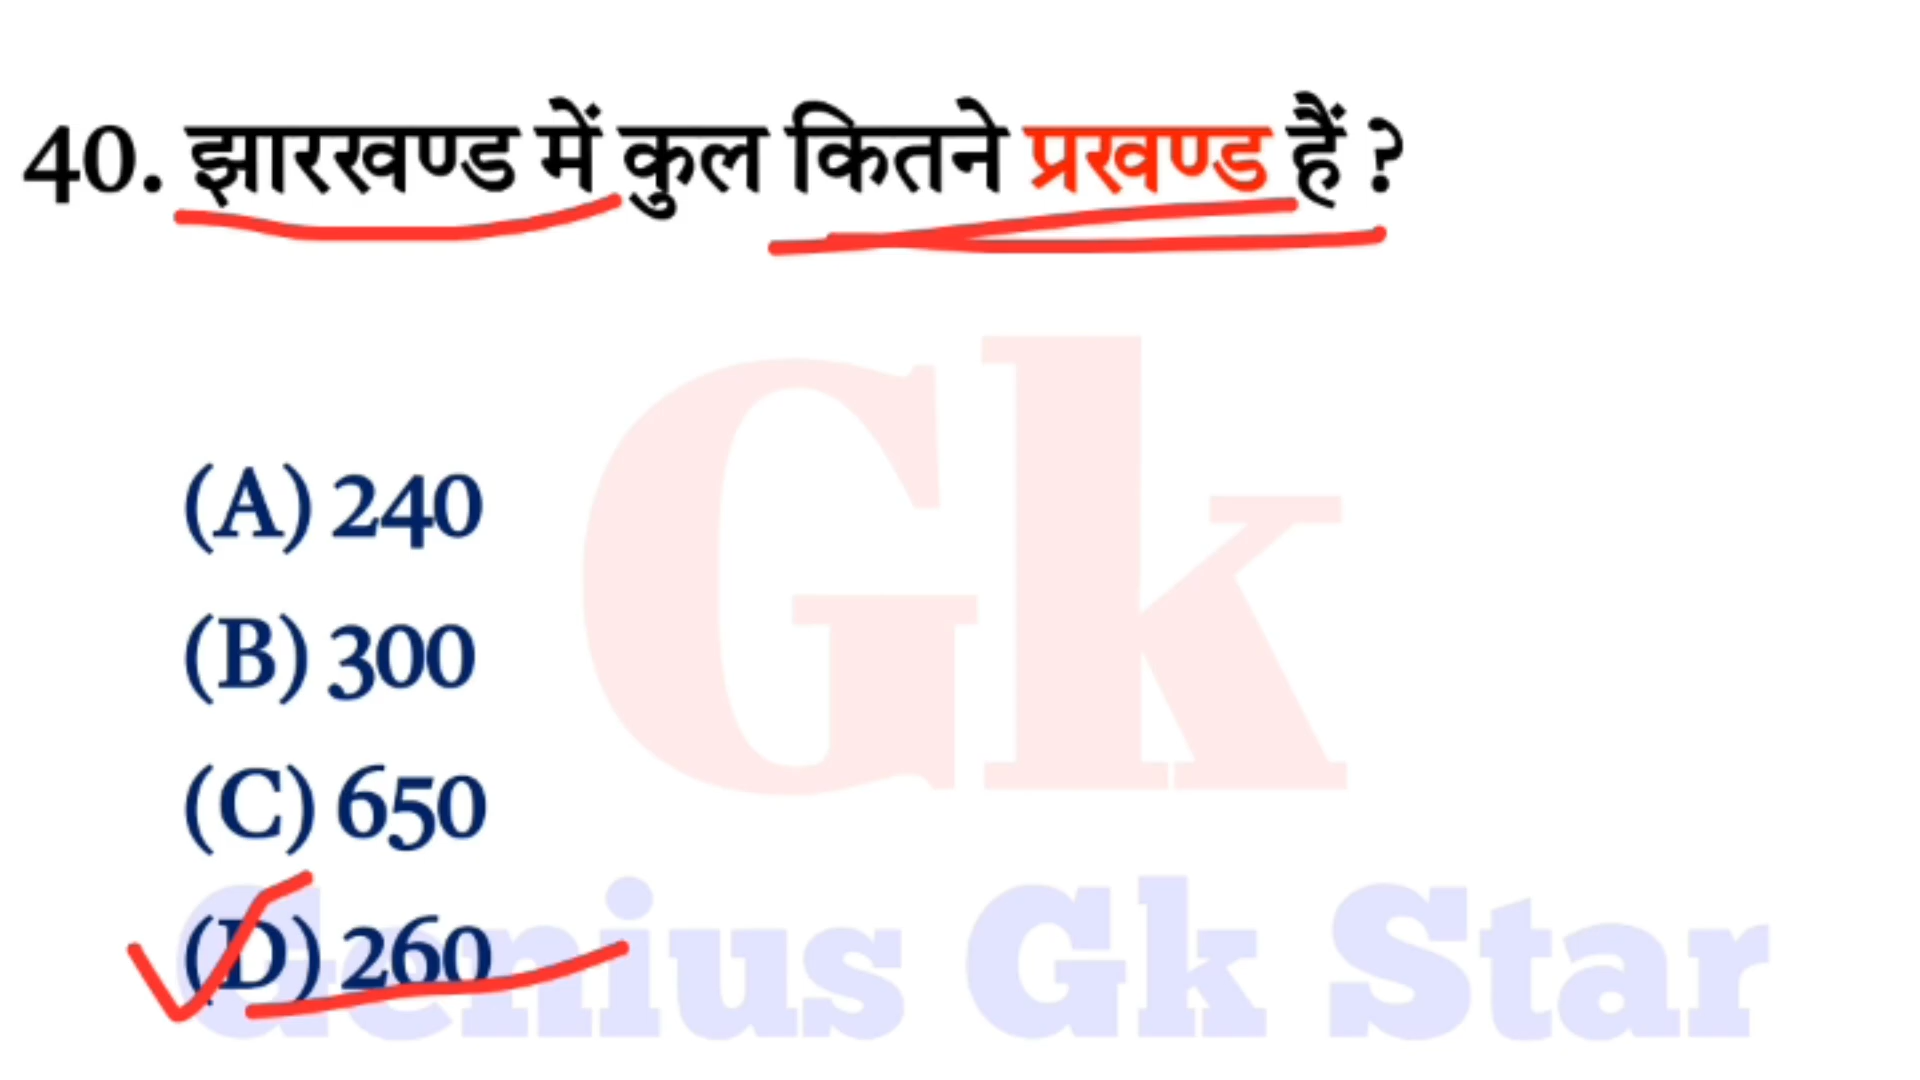 40. झारखण्ड में कुल कितने प्रखण्ड हैं ?
Gk
(A) 240
(B) 300
(C) 650
(D) 260
Genius Gk Star